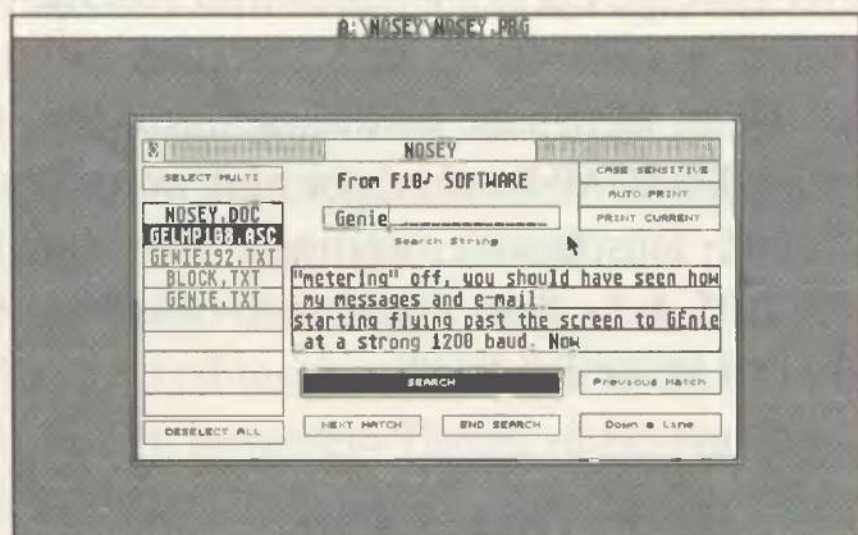 A:\NOSEY\NOSEY.PRG
NOSEY
SELECT MULTI
From F18♪ SOFTWARE
CASE SENSITIVE
AUTO PRINT
PRINT CURRENT
Genie_______________
Search String
NOSEY.DOC
GELMP188.ASC
GENIE192.TXT
BLOCK.TXT
GENIE.TXT
"metering" off, you should have seen how
my messages and e-mail
starting flying past the screen to GEnie
at a strong 1200 baud. Now
SEARCH
Previous Match
DESELECT ALL
NEXT MATCH
END SEARCH
Down a Line